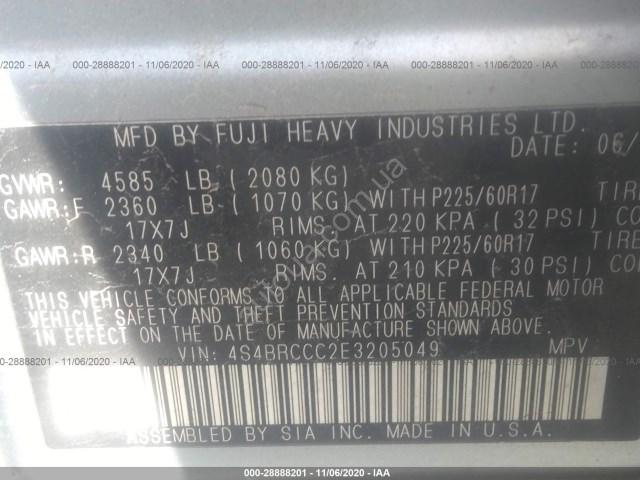 000-28888201 - 11/06/2020 - IAA
MFD BY FUJI HEAVY INDUSTRIES LTD.
DATE: 06/
GVWR: 4585 LB ( 2080 KG)
GAWR:F 2360 LB ( 1070 KG) WITH P225/60R17 TIRE
17X7J RIMS. AT 220 KPA ( 32 PSI) CO
GAWR:R 2340 LB ( 1060 KG) WITH P225/60R17 TIRE
17X7J RIMS. AT 210 KPA ( 30 PSI) CO
THIS VEHICLE CONFORMS TO ALL APPLICABLE FEDERAL MOTOR
VEHICLE SAFETY AND THEFT PREVENTION STANDARDS
IN EFFECT ON THE DATE OF MANUFACTURE SHOWN ABOVE.
VIN: 4S4BRCCC2E3205049 MPV
ASSEMBLED BY SIA INC. MADE IN U.S.A.
000-28888201 - 11/06/2020 - IAA